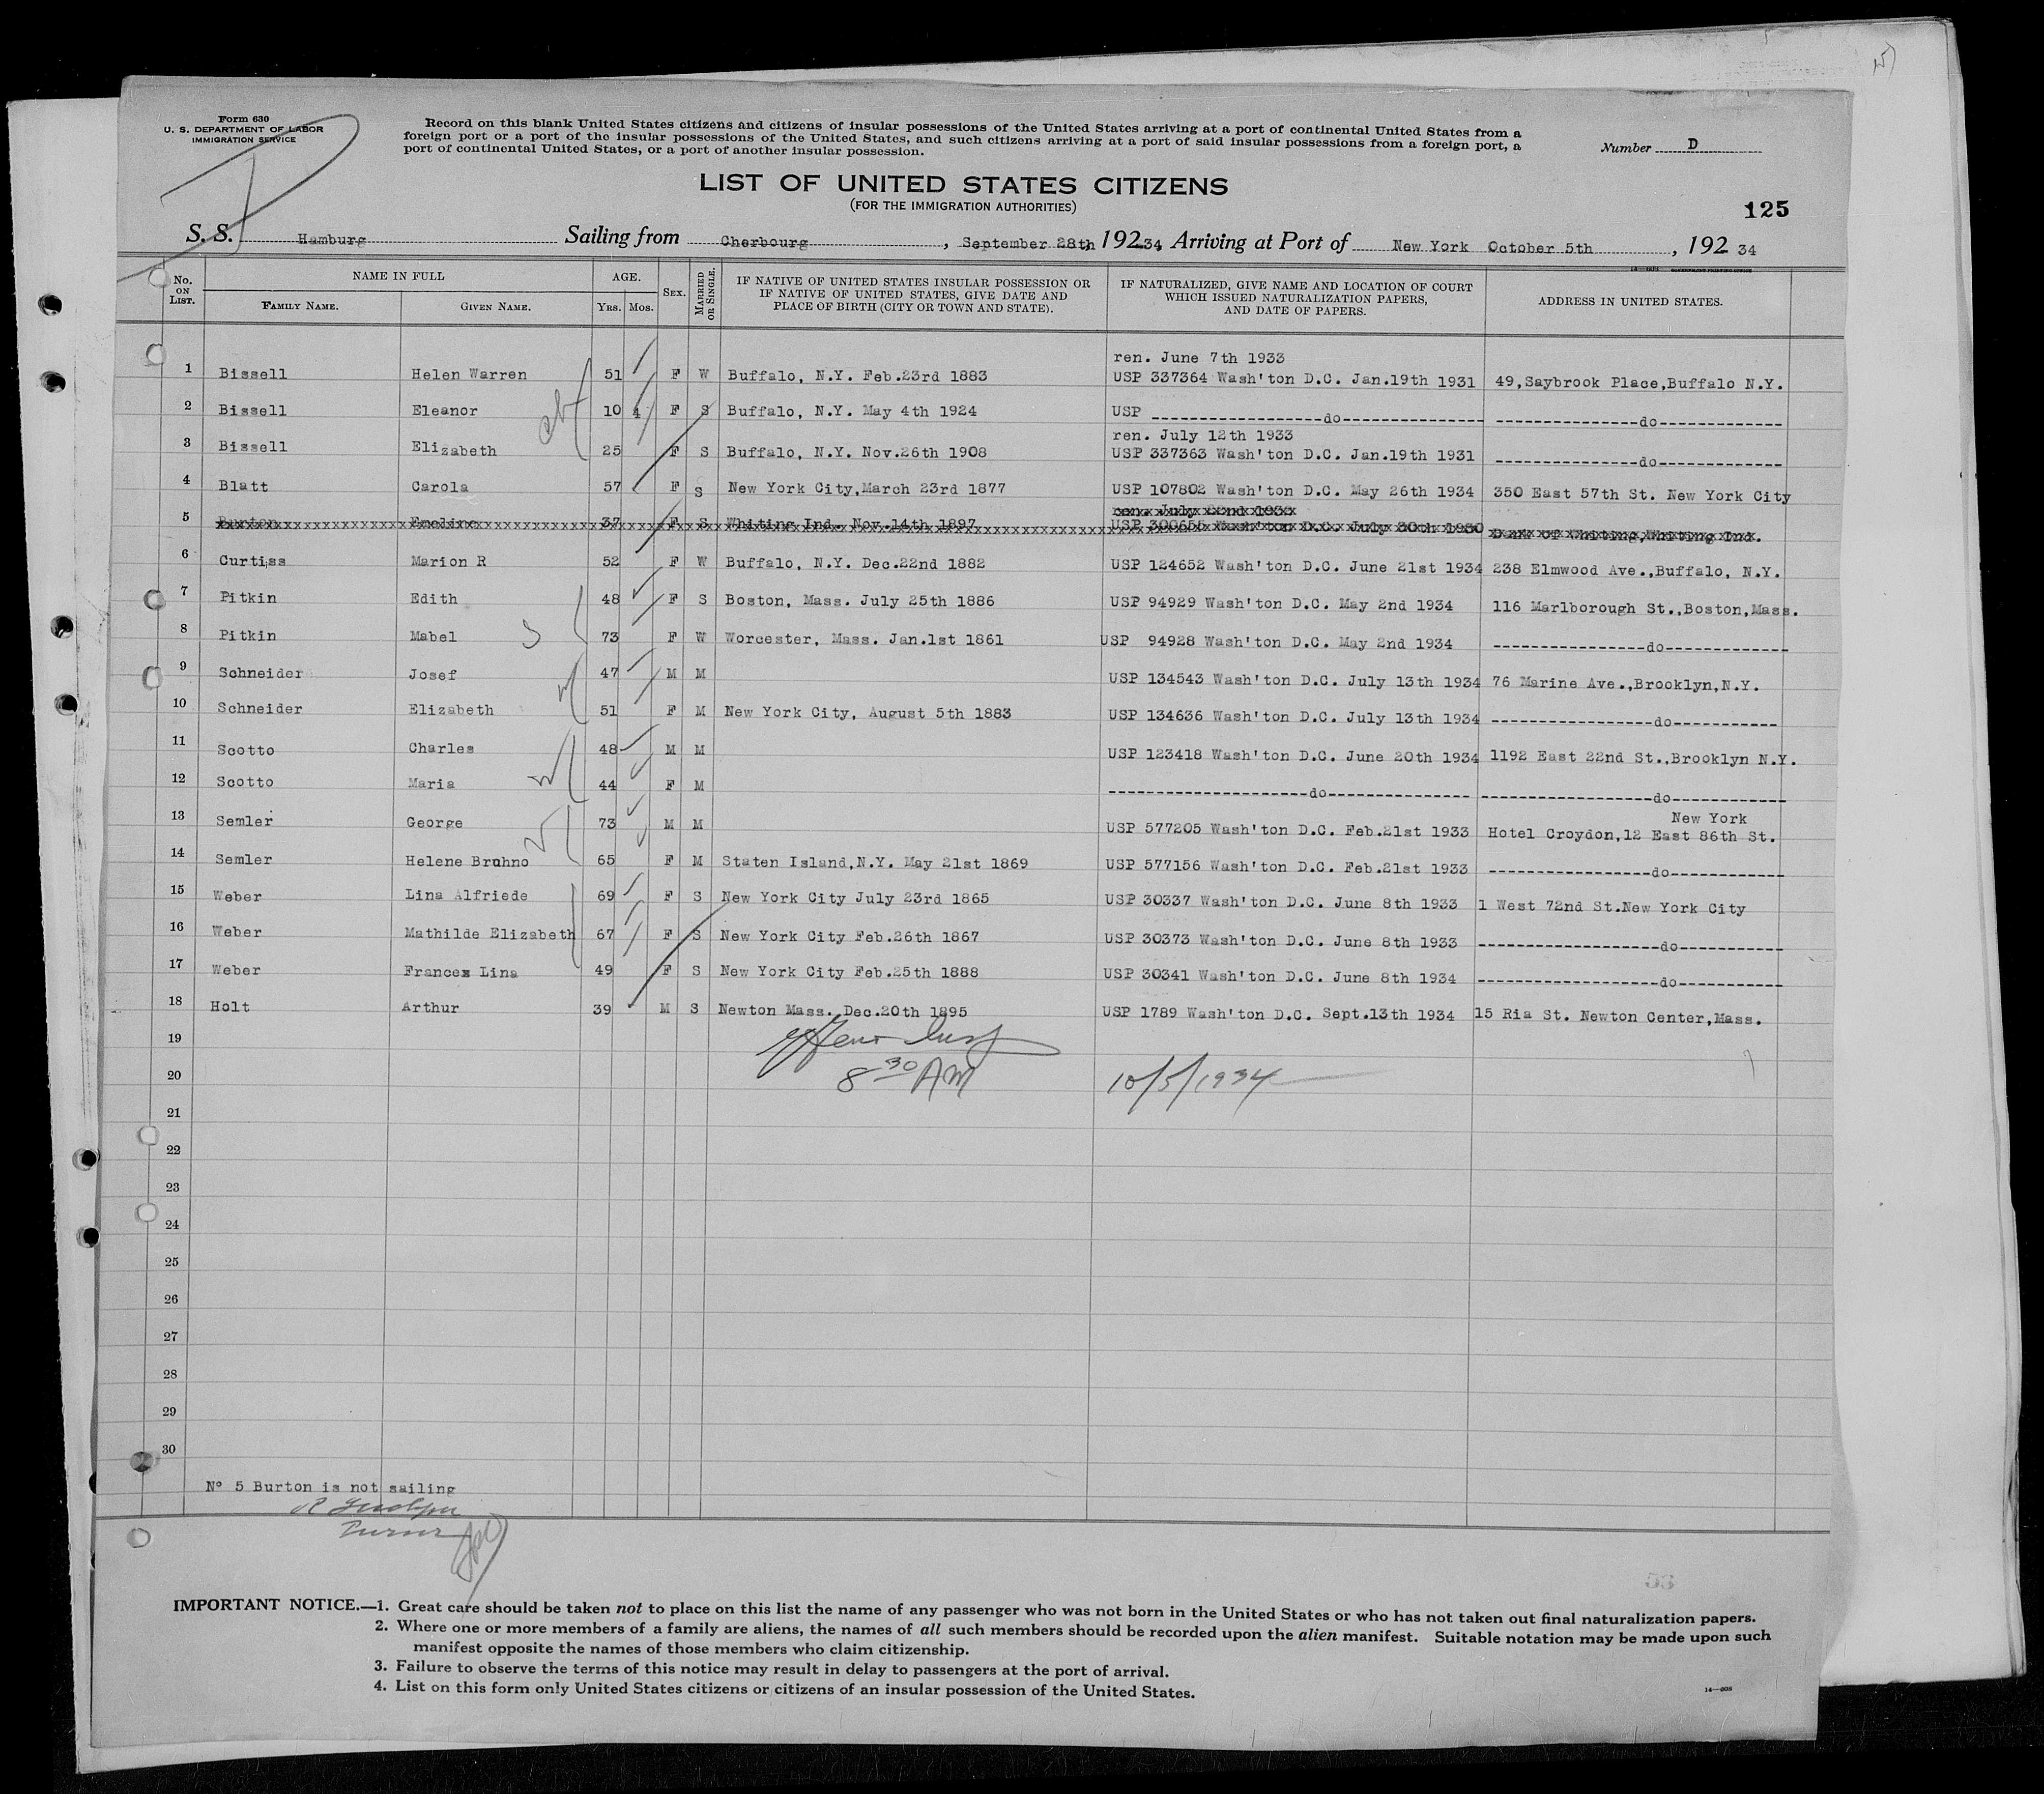 Form 630
U. S. DEPARTMENT OF LABOR
IMMIGRATION SERVICE
Record on this blank United States citizens and citizens of insular possessions of the United States arriving at a port of continental United States from a
foreign port or a port of the insular possessions of the United States, and such citizens arriving at a port of said insular possessions from a foreign port, a
port of continental United States, or a port of another insular possession.
Number D
LIST OF UNITED STATES CITIZENS
(FOR THE IMMIGRATION AUTHORITIES)
125
S. S. Hamburg Sailing from Cherbourg, September 28th 19234 Arriving at Port of New York October 5th, 192 34
No. ON LIST. NAME IN FULL FAMILY NAME. GIVEN NAME. AGE. YRS. MOS. SEX. MARRIED OR SINGLE. IF NATIVE OF UNITED STATES INSULAR POSSESSION OR IF NATIVE OF UNITED STATES, GIVE DATE AND PLACE OF BIRTH (CITY OR TOWN AND STATE). IF NATURALIZED, GIVE NAME AND LOCATION OF COURT WHICH ISSUED NATURALIZATION PAPERS, AND DATE OF PAPERS. ADDRESS IN UNITED STATES.
ren. June 7th 1933
1 Bissell Helen Warren 51 F W Buffalo, N.Y. Feb.23rd 1883 USP 337364 Wash'ton D.C. Jan.19th 1931 49,Saybrook Place,Buffalo N.Y.
2 Bissell Eleanor 10 4 F S Buffalo, N.Y. May 4th 1924 USP -----do----- -----do-----
ren. July 12th 1933
3 Bissell Elizabeth 25 F S Buffalo, N.Y. Nov.26th 1908 USP 337363 Wash'ton D.C. Jan.19th 1931 -----do-----
4 Blatt Carola 57 F S New York City,March 23rd 1877 USP 107802 Wash'ton D.C. May 26th 1934 350 East 57th St. New York City
ren. July 22nd
5 Burton Emeline 37 F S Whiting Ind. Nov.14th 1897 USP 300655 Wash'ton D.C. July 30th 1930 Bank of Whiting,Whiting Ind.
6 Curtiss Marion R 52 F W Buffalo, N.Y. Dec.22nd 1882 USP 124652 Wash'ton D.C. June 21st 1934 238 Elmwood Ave.,Buffalo, N.Y.
7 Pitkin Edith 48 F S Boston, Mass. July 25th 1886 USP 94929 Wash'ton D.C. May 2nd 1934 116 Marlborough St.,Boston,Mass.
8 Pitkin Mabel 73 F W Worcester, Mass. Jan.1st 1861 USP 94928 Wash'ton D.C. May 2nd 1934 -----do-----
9 Schneider Josef 47 M M USP 134543 Wash'ton D.C. July 13th 1934 76 Marine Ave.,Brooklyn,N.Y.
10 Schneider Elizabeth 51 F M New York City, August 5th 1883 USP 134636 Wash'ton D.C. July 13th 1934 -----do-----
11 Scotto Charles 48 M M USP 123418 Wash'ton D.C. June 20th 1934 1192 East 22nd St.,Brooklyn N.Y.
12 Scotto Maria 44 F M -----do----- -----do-----
New York
13 Semler George 73 M M USP 577205 Wash'ton D.C. Feb.21st 1933 Hotel Croydon,12 East 86th St.
14 Semler Helene Bruhno 65 F M Staten Island,N.Y. May 21st 1869 USP 577156 Wash'ton D.C. Feb.21st 1933 -----do-----
15 Weber Lina Alfriede 69 F S New York City July 23rd 1865 USP 30337 Wash'ton D.C. June 8th 1933 1 West 72nd St.New York City
16 Weber Mathilde Elizabeth 67 F S New York City Feb.26th 1867 USP 30373 Wash'ton D.C. June 8th 1933 -----do-----
17 Weber Frances Lina 49 F S New York City Feb.25th 1888 USP 30341 Wash'ton D.C. June 8th 1934 -----do-----
18 Holt Arthur 39 M S Newton Mass. Dec.20th 1895 USP 1789 Wash'ton D.C. Sept.13th 1934 15 Ria St. Newton Center,Mass.
19
20 8 30 AM 10/5/1934
21
22
23
24
25
26
27
28
29
30
No 5 Burton is not sailing
Purser
53
IMPORTANT NOTICE.—1. Great care should be taken not to place on this list the name of any passenger who was not born in the United States or who has not taken out final naturalization papers.
2. Where one or more members of a family are aliens, the names of all such members should be recorded upon the alien manifest. Suitable notation may be made upon such
manifest opposite the names of those members who claim citizenship.
3. Failure to observe the terms of this notice may result in delay to passengers at the port of arrival.
4. List on this form only United States citizens or citizens of an insular possession of the United States.